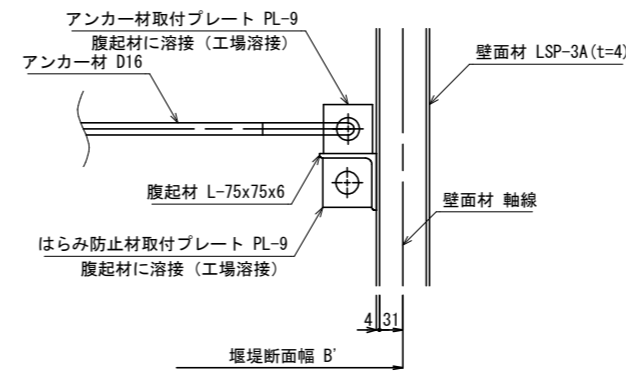 アンカー材取付プレート PL-9
腹起材に溶接（工場溶接）
アンカー材 D16
壁面材 LSP-3A(t=4)
腹起材 L-75x75x6
壁面材 軸線
はらみ防止材取付プレート PL-9
腹起材に溶接（工場溶接）
4 31
堰堤断面幅 B'